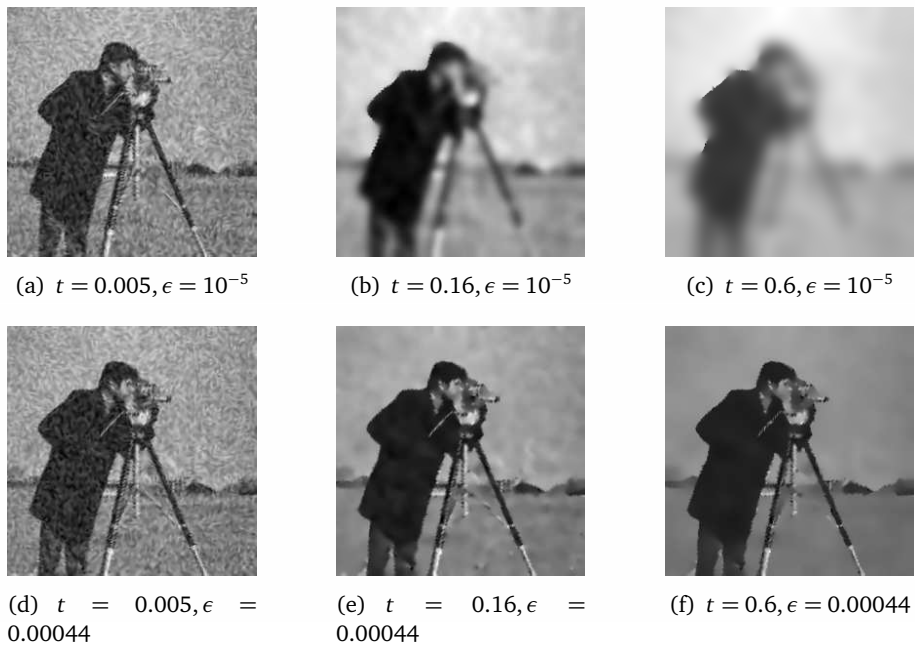 (a) t = 0.005, ϵ = 10⁻⁵
(b) t = 0.16, ϵ = 10⁻⁵
(c) t = 0.6, ϵ = 10⁻⁵
(d) t = 0.005, ϵ =
0.00044
(e) t = 0.16, ϵ =
0.00044
(f) t = 0.6, ϵ = 0.00044